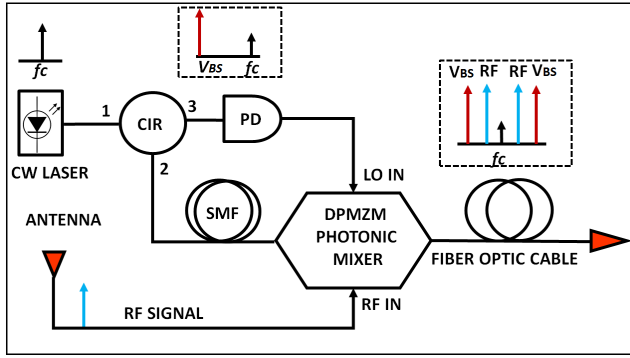 fc
VBS fc
VBS RF RF VBS
fc
1
CIR
3
PD
2
CW LASER
LO IN
ANTENNA
SMF
DPMZM
PHOTONIC
MIXER
FIBER OPTIC CABLE
RF SIGNAL
RF IN